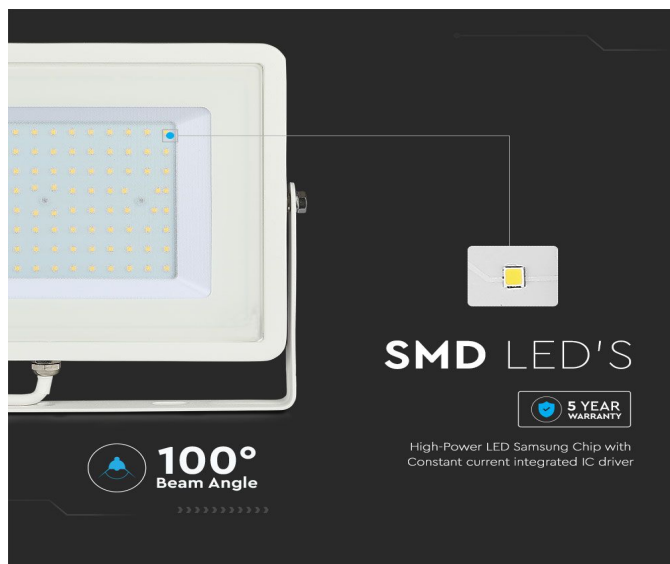 SMD LED'S
5 YEAR
WARRANTY
High-Power LED Samsung Chip with
Constant current integrated IC driver
100°
Beam Angle